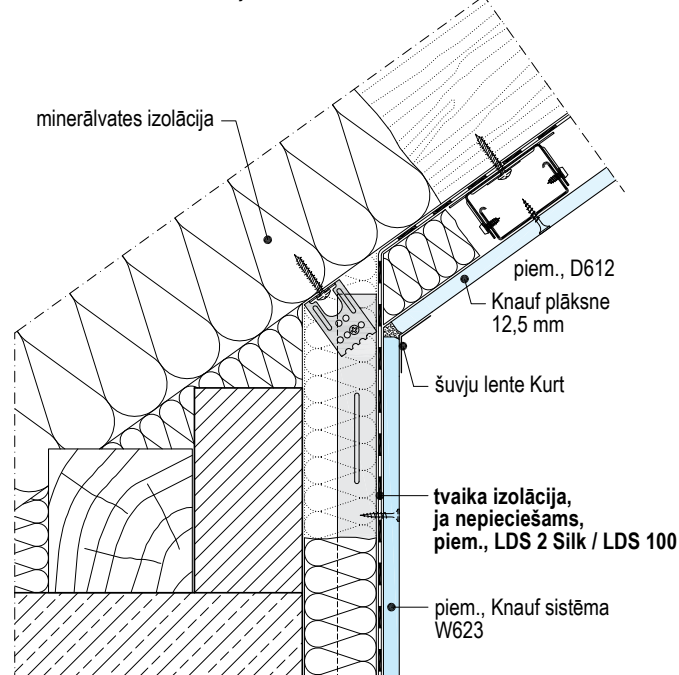 minerālvates izolācija
piem., D612
Knauf plāksne
12,5 mm
šuvju lente Kurt
tvaika izolācija,
ja nepieciešams,
piem., LDS 2 Silk / LDS 100
piem., Knauf sistēma
W623